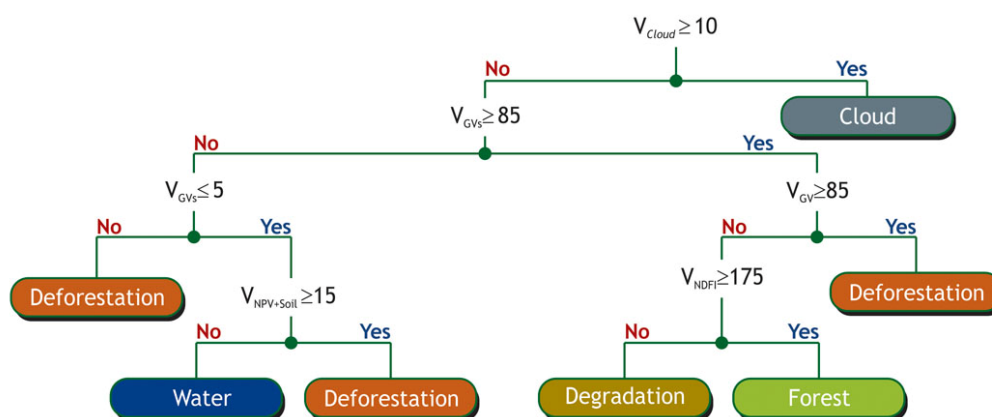 V_Cloud ≥ 10
No Yes
V_GVs ≥ 85 Cloud
No Yes
V_GVs ≤ 5 V_GV ≥ 85
No Yes No Yes
Deforestation V_NPV+Soil ≥ 15 V_NDFI ≥ 175 Deforestation
No Yes No Yes
Water Deforestation Degradation Forest